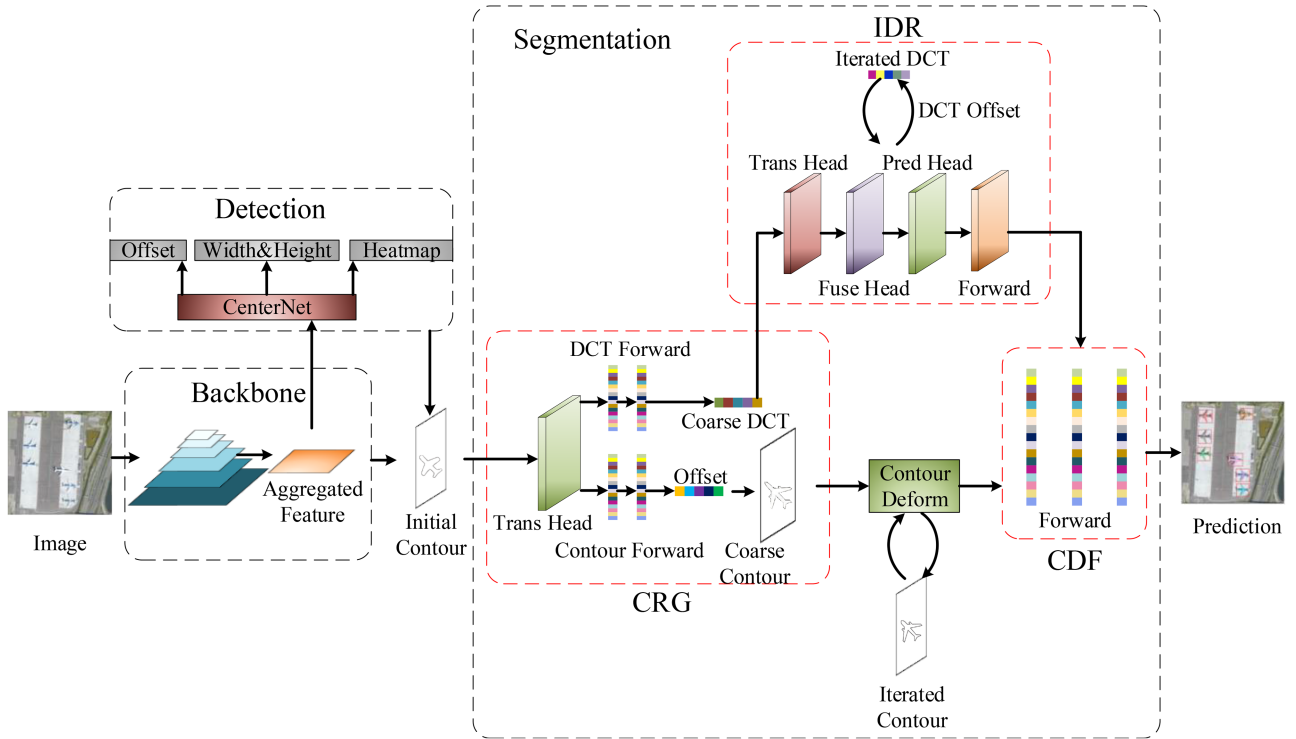 Segmentation
IDR
Iterated DCT
DCT Offset
Trans Head
Pred Head
Fuse Head
Forward
Detection
Offset
Width&Height
Heatmap
CenterNet
Backbone
Aggregated
Feature
Image
Initial
Contour
DCT Forward
Coarse DCT
Trans Head
Offset
Contour Forward
Coarse
Contour
CRG
Contour
Deform
Iterated
Contour
Forward
CDF
Prediction